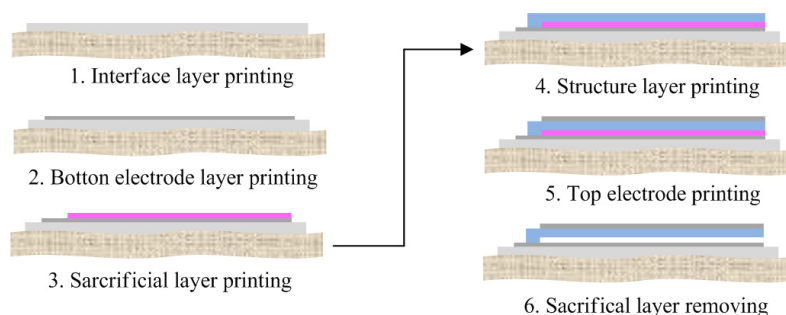 1. Interface layer printing
2. Botton electrode layer printing
3. Sarcrificial layer printing
4. Structure layer printing
5. Top electrode printing
6. Sacrifical layer removing